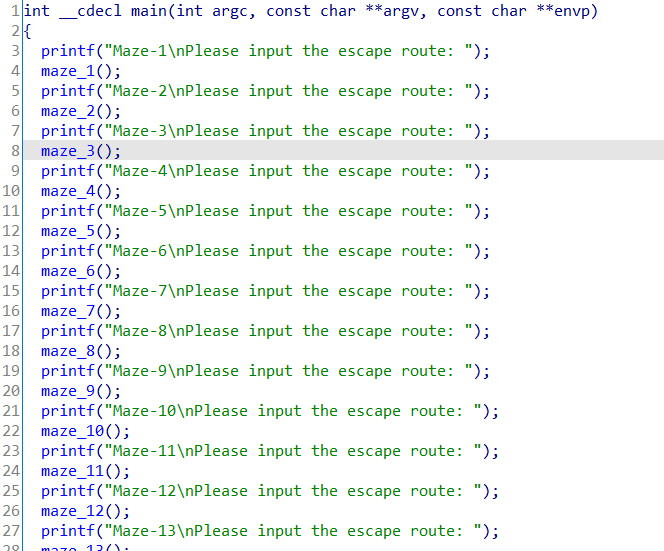 1 int __cdecl main(int argc, const char **argv, const char **envp)
2 {
3 printf("Maze-1\nPlease input the escape route: ");
4 maze_1();
5 printf("Maze-2\nPlease input the escape route: ");
6 maze_2();
7 printf("Maze-3\nPlease input the escape route: ");
8 maze_3();
9 printf("Maze-4\nPlease input the escape route: ");
10 maze_4();
11 printf("Maze-5\nPlease input the escape route: ");
12 maze_5();
13 printf("Maze-6\nPlease input the escape route: ");
14 maze_6();
15 printf("Maze-7\nPlease input the escape route: ");
16 maze_7();
17 printf("Maze-8\nPlease input the escape route: ");
18 maze_8();
19 printf("Maze-9\nPlease input the escape route: ");
20 maze_9();
21 printf("Maze-10\nPlease input the escape route: ");
22 maze_10();
23 printf("Maze-11\nPlease input the escape route: ");
24 maze_11();
25 printf("Maze-12\nPlease input the escape route: ");
26 maze_12();
27 printf("Maze-13\nPlease input the escape route: ");
28 maze_13();